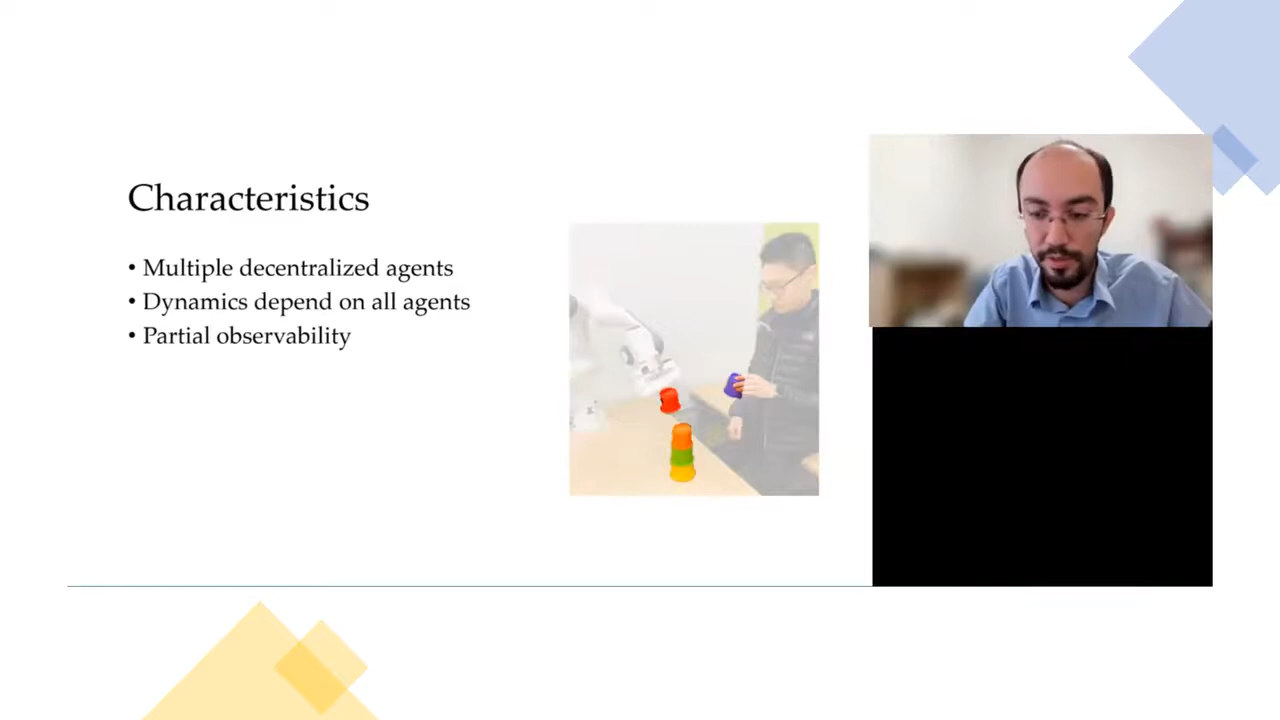 Characteristics
• Multiple decentralized agents
• Dynamics depend on all agents
• Partial observability